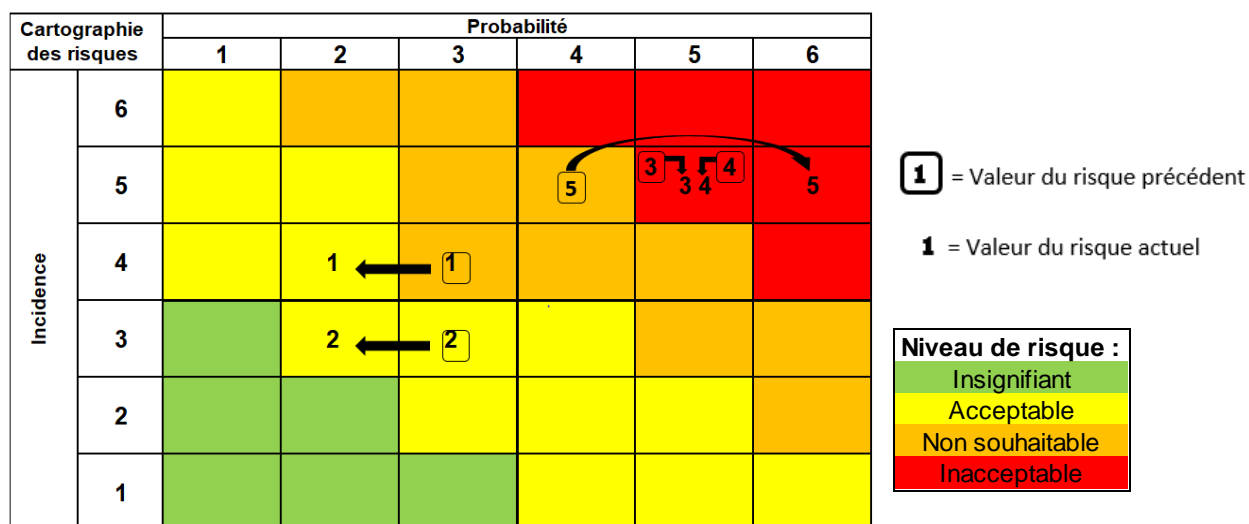 Cartographie
des risques
Probabilité
1 2 3 4 5 6
Incidence
6
5
5 3 3 4 4 5
4
1 1
3
2 2
2
1
1 = Valeur du risque précédent
1 = Valeur du risque actuel
Niveau de risque :
Insignifiant
Acceptable
Non souhaitable
Inacceptable